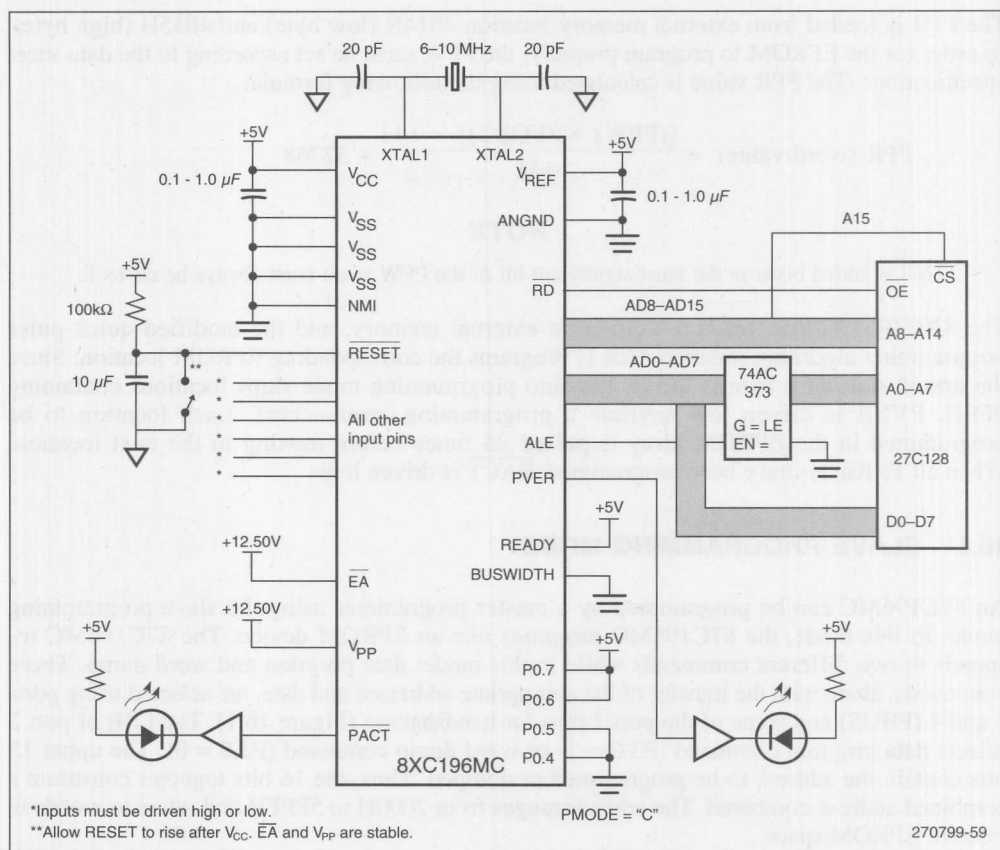 20 pF 6–10 MHz 20 pF
XTAL1 XTAL2
+5V
0.1 - 1.0 µF
VCC
VSS
VSS
VSS
NMI
+5V
100kΩ
10 µF
**
RESET
*
*
*
*
All other
input pins
+12.50V
EA
+12.50V
VPP
+5V
PACT
8XC196MC
+5V
VREF
0.1 - 1.0 µF
ANGND
A15
RD
CS
OE
AD8–AD15
A8–A14
AD0–AD7
74AC
373
A0–A7
G = LE
EN =
ALE
27C128
PVER
D0–D7
+5V
READY
BUSWIDTH
+5V
P0.7
P0.6
P0.5
P0.4
+5V
PMODE = "C"
*Inputs must be driven high or low.
**Allow RESET to rise after VCC, EA and VPP are stable.
270799-59